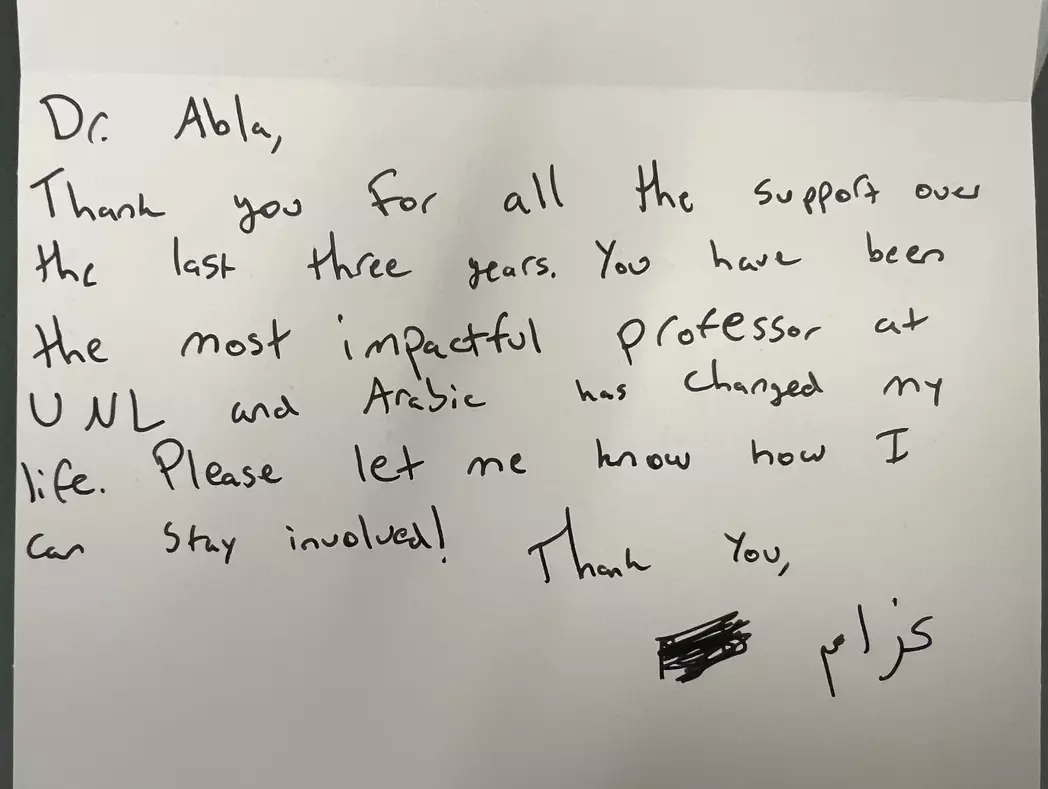 Dr. Abla,
Thank you for all the support over
the last three years. You have been
the most impactful professor at
UNL and Arabic has changed my
life. Please let me know how I
can stay involved! Thank You,
عزام